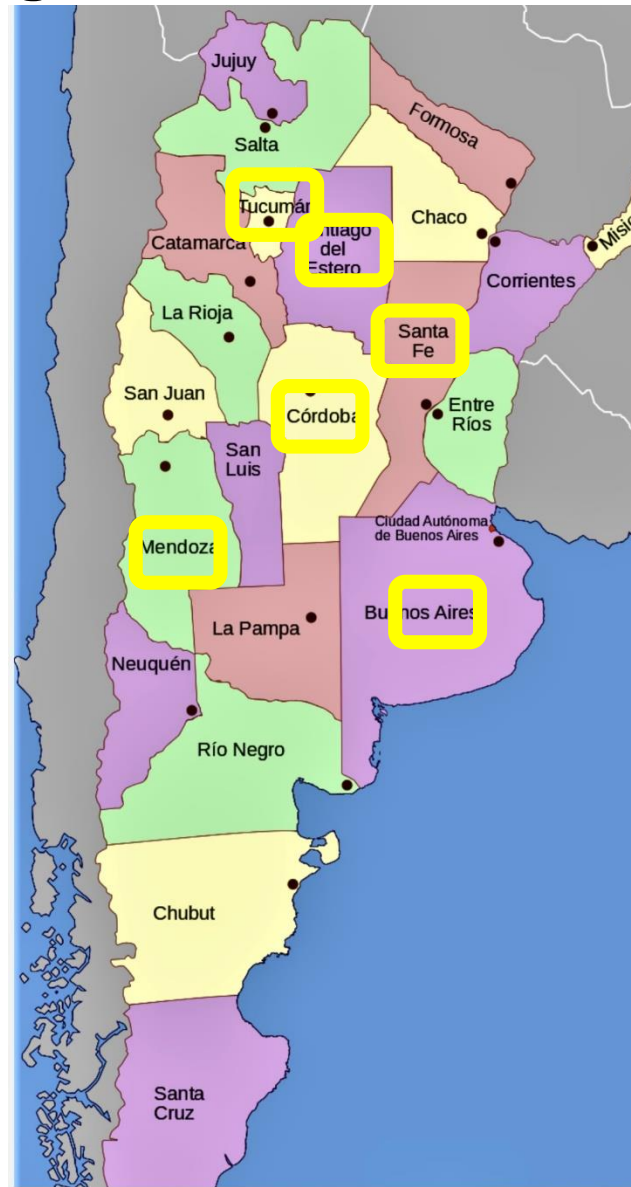 Jujuy
Formosa
Salta
Tucumán
Chaco
Catamarca
del
Estero
Corrientes
La Rioja
Santa
Fe
San Juan
Entre
Ríos
Córdoba
San
Luis
Ciudad Autónoma
de Buenos Aires
Mendoza
Buenos Aires
La Pampa
Neuquén
Río Negro
Chubut
Santa
Cruz